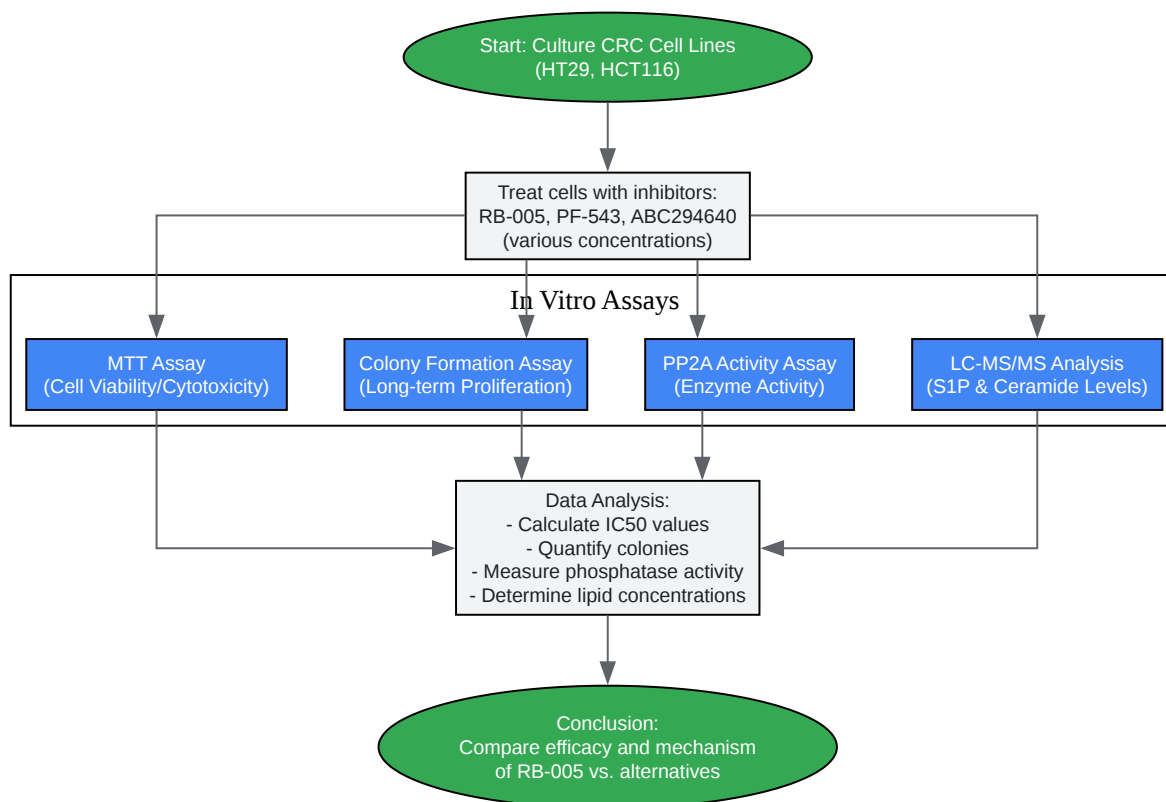 Start: Culture CRC Cell Lines
(HT29, HCT116)
Treat cells with inhibitors:
RB-005, PF-543, ABC294640
(various concentrations)
In Vitro Assays
MTT Assay
(Cell Viability/Cytotoxicity)
Colony Formation Assay
(Long-term Proliferation)
PP2A Activity Assay
(Enzyme Activity)
LC-MS/MS Analysis
(S1P & Ceramide Levels)
Data Analysis:
- Calculate IC50 values
- Quantify colonies
- Measure phosphatase activity
- Determine lipid concentrations
Conclusion:
Compare efficacy and mechanism
of RB-005 vs. alternatives